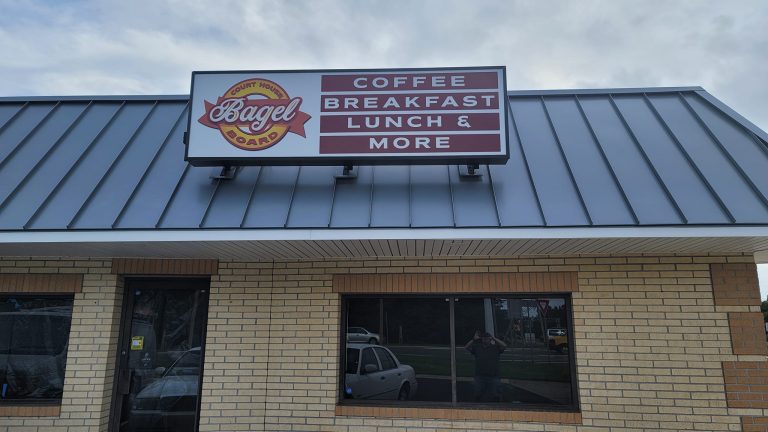 COURT HOUSE
Bagel
BOARD
COFFEE
BREAKFAST
LUNCH &
MORE